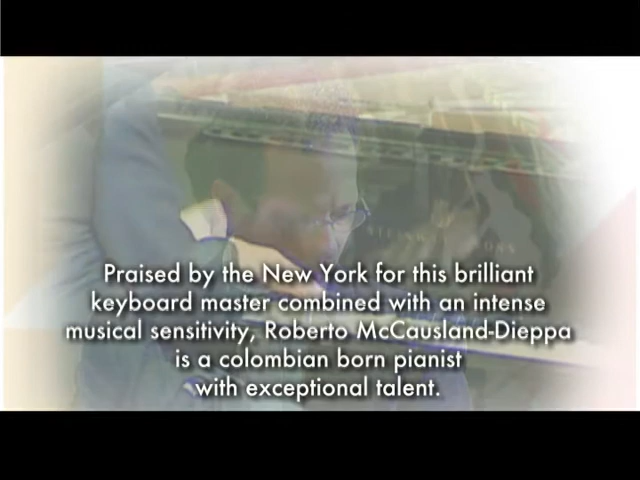 Praised by the New York for this brilliant
keyboard master combined with an intense
musical sensitivity, Roberto McCausland-Dieppa
is a colombian born pianist
with exceptional talent.